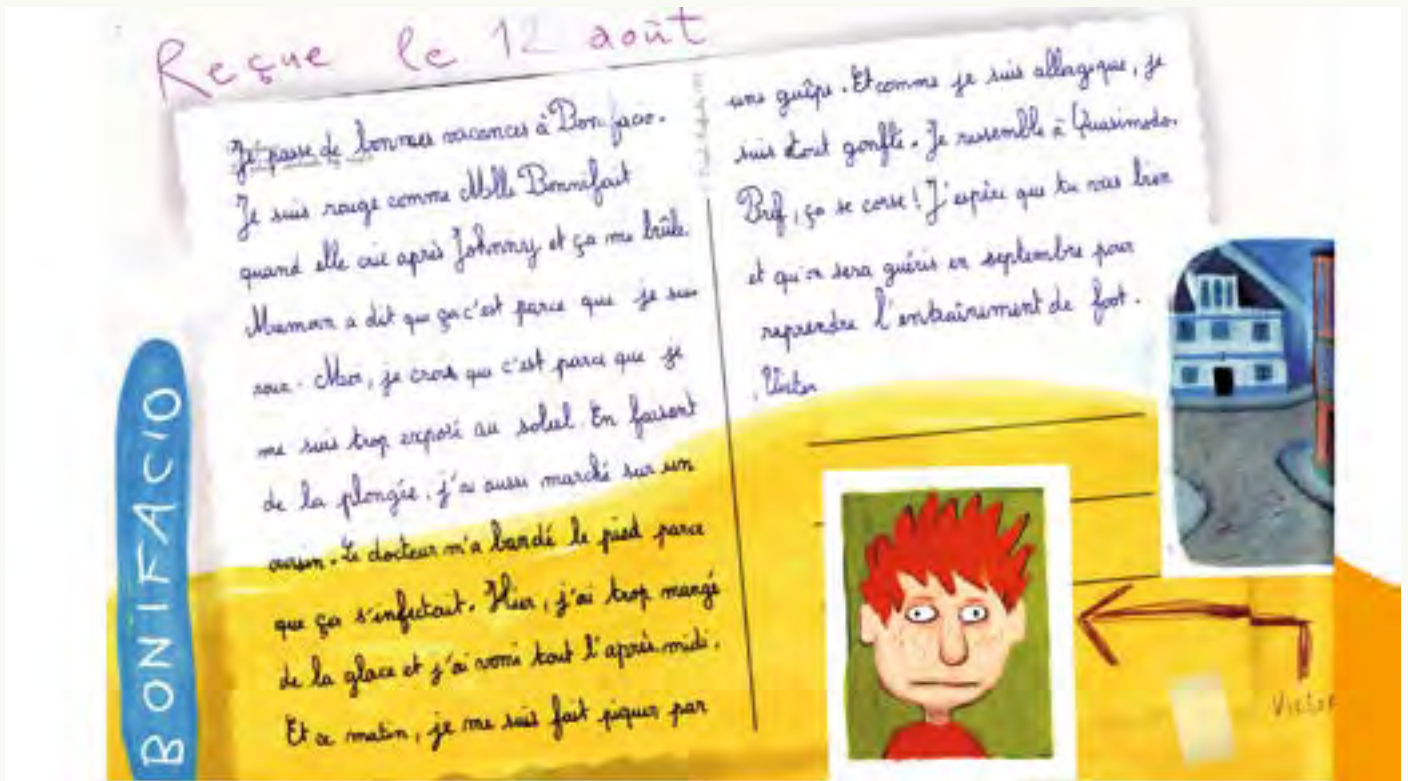 Reçue le 12 août
Je passe de bonnes vacances à Bonifacio.
Je suis rouge comme Mlle Bonnifait
quand elle crie après Johnny et ça me brûle.
Maman a dit que ça c'est parce que je suis
roux. Moi, je crois que c'est parce que je
me suis trop exposé au soleil. En faisant
de la plongée, j'ai aussi marché sur un
oursin. Le docteur m'a bandé le pied parce
que ça s'infectait. Hier, j'ai trop mangé
de la glace et j'ai vomi tout l'après-midi.
Et ce matin, je me suis fait piquer par
une guêpe. Et comme je suis allergique, je
suis tout gonflé. Je ressemble à Quasimodo.
Bref, ça se corse ! J'espère que tu vas bien
et qu'on sera guéris en septembre pour
reprendre l'entraînement de foot.
Victor
BONIFACIO
Victor